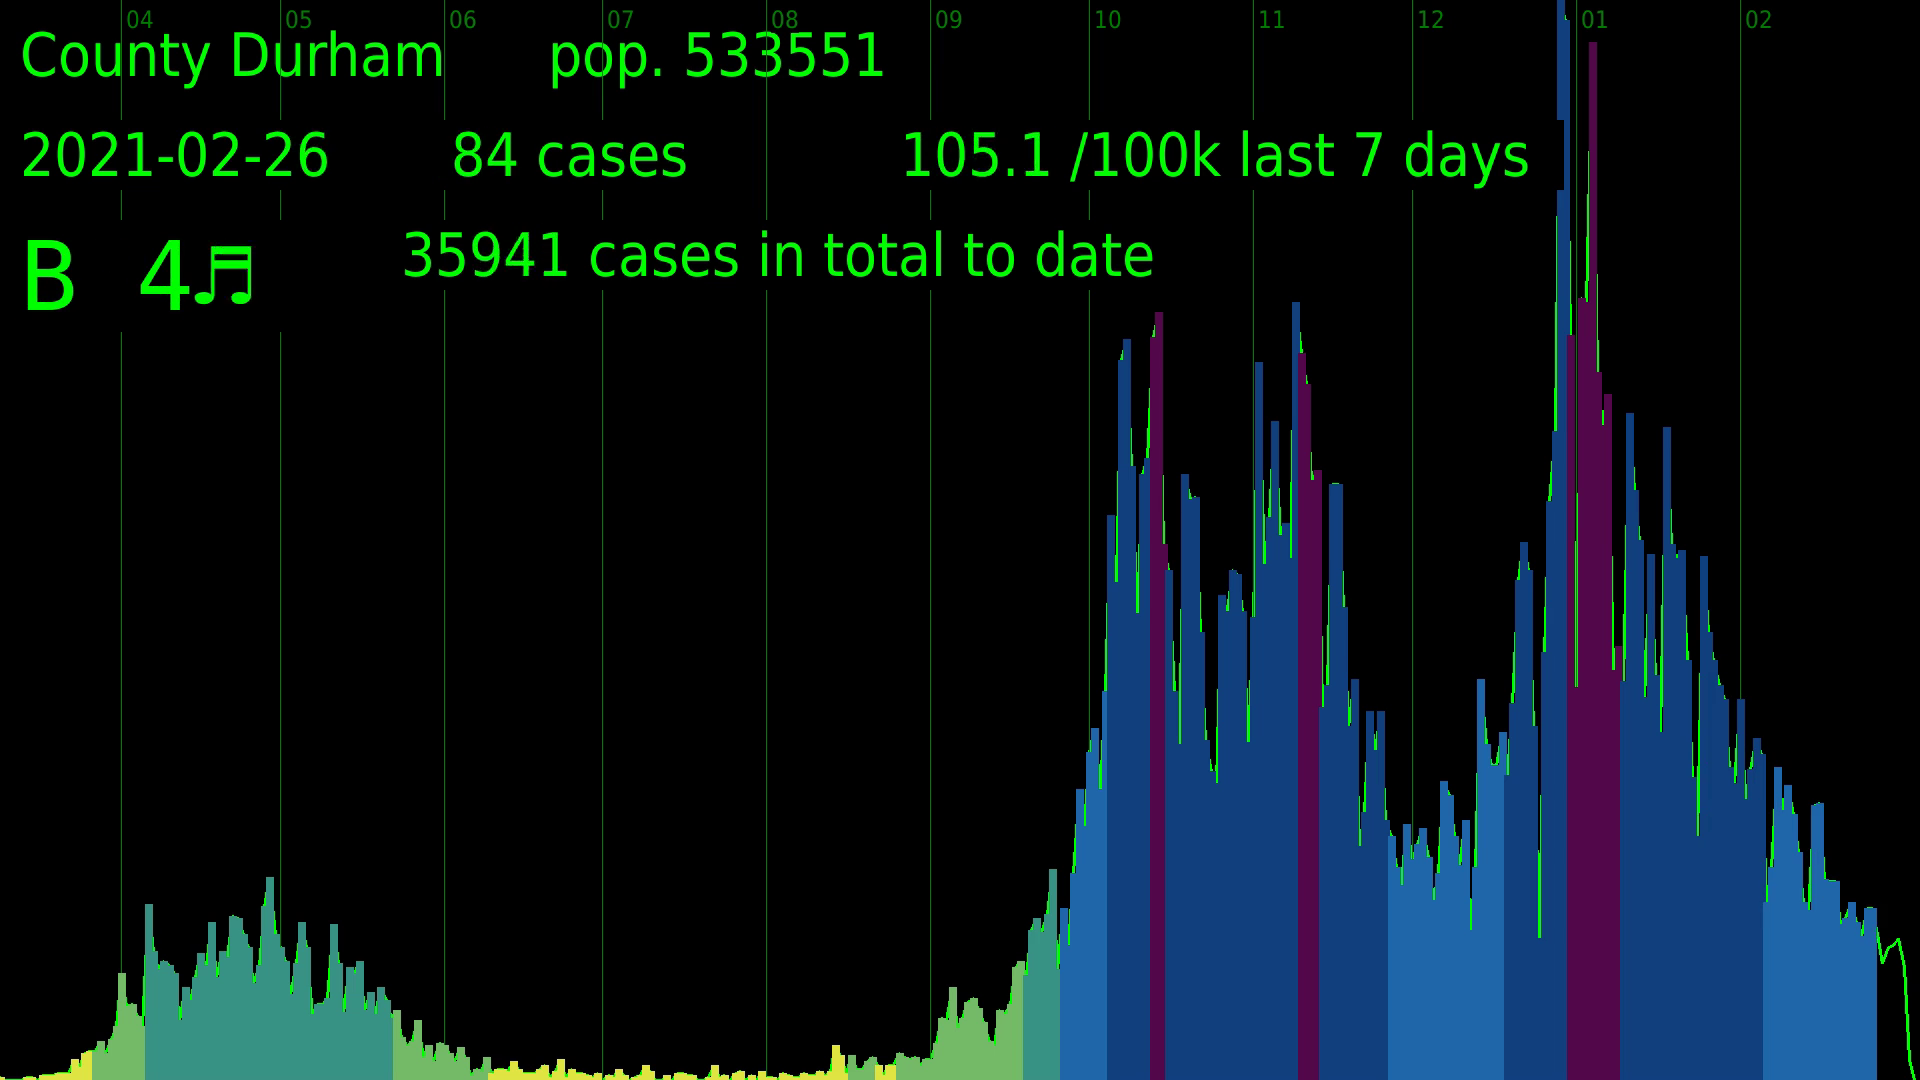 04 05 06 07 08 09 10 11 12 01 02
County Durham pop. 533551
2021-02-26 84 cases 105.1 /100k last 7 days
B 4♬ 35941 cases in total to date